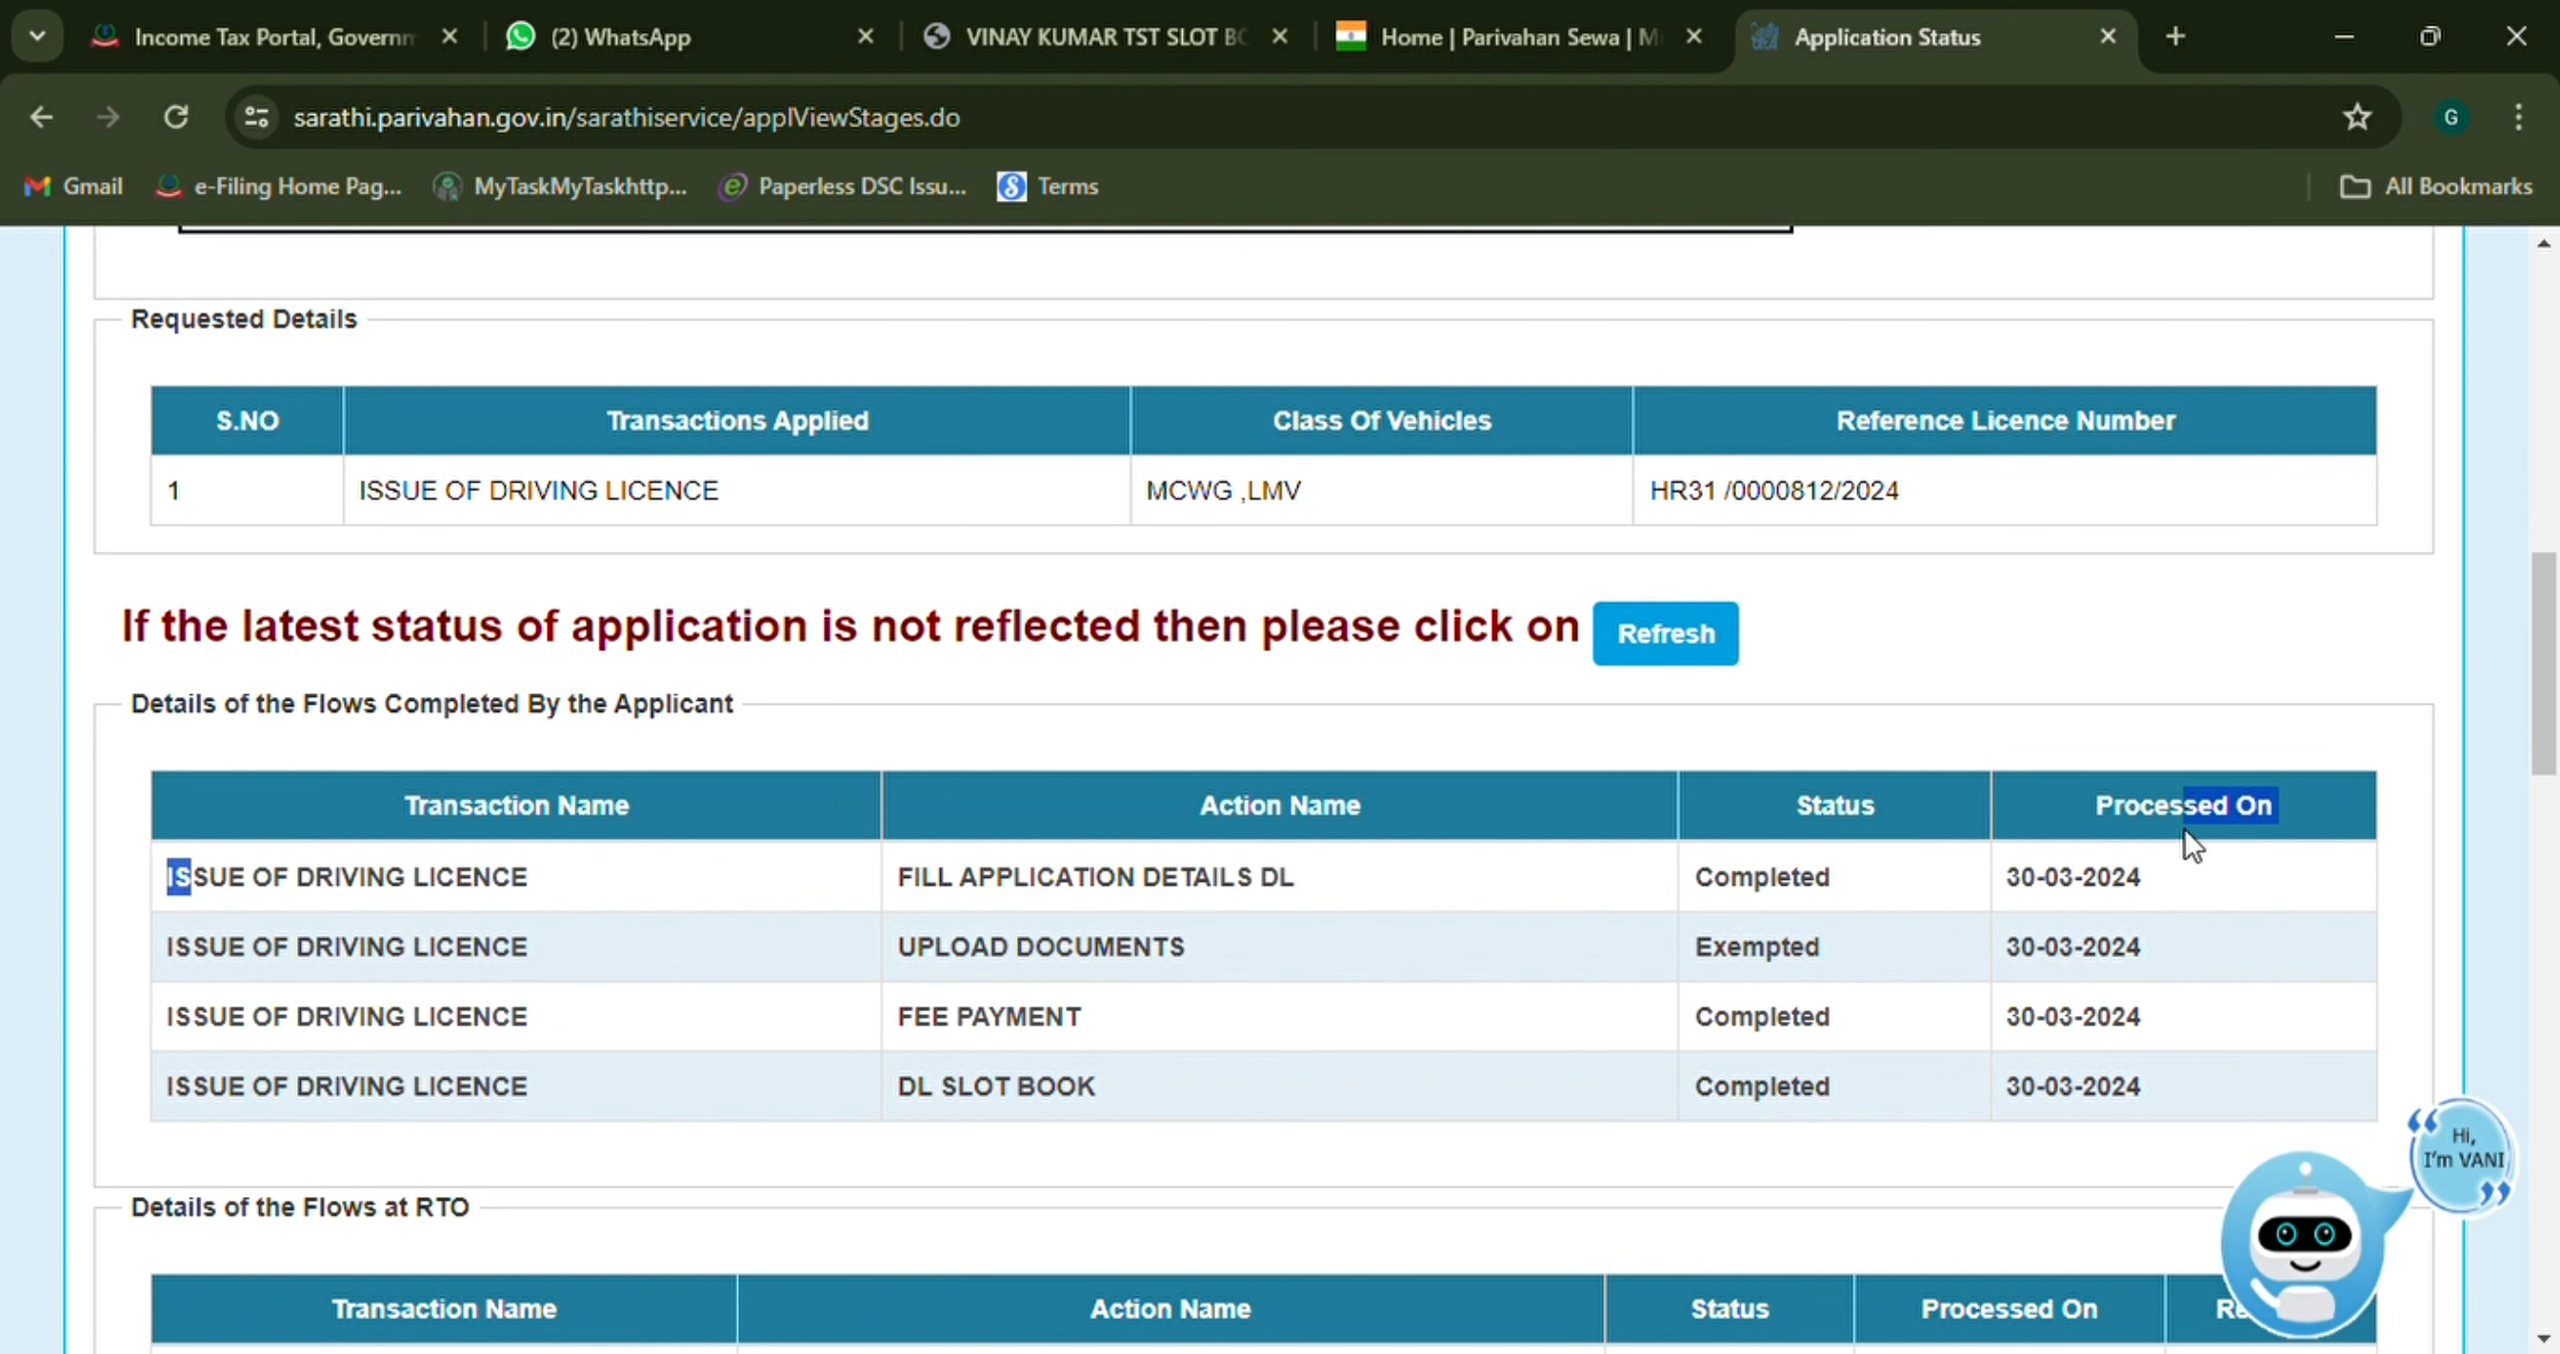 Income Tax Portal, Governm
(2) WhatsApp
VINAY KUMAR TST SLOT BO
Home | Parivahan Sewa | M
Application Status
sarathi.parivahan.gov.in/sarathiservice/applViewStages.do
G
Gmail
e-Filing Home Pag...
MyTaskMyTaskhttp...
Paperless DSC Issu...
Terms
All Bookmarks
Requested Details
S.NO Transactions Applied Class Of Vehicles Reference Licence Number
1 ISSUE OF DRIVING LICENCE MCWG ,LMV HR31 /0000812/2024
If the latest status of application is not reflected then please click on Refresh
Details of the Flows Completed By the Applicant
Transaction Name Action Name Status Processed On
ISSUE OF DRIVING LICENCE FILL APPLICATION DETAILS DL Completed 30-03-2024
ISSUE OF DRIVING LICENCE UPLOAD DOCUMENTS Exempted 30-03-2024
ISSUE OF DRIVING LICENCE FEE PAYMENT Completed 30-03-2024
ISSUE OF DRIVING LICENCE DL SLOT BOOK Completed 30-03-2024
Hi,
I'm VANI
Details of the Flows at RTO
Transaction Name Action Name Status Processed On